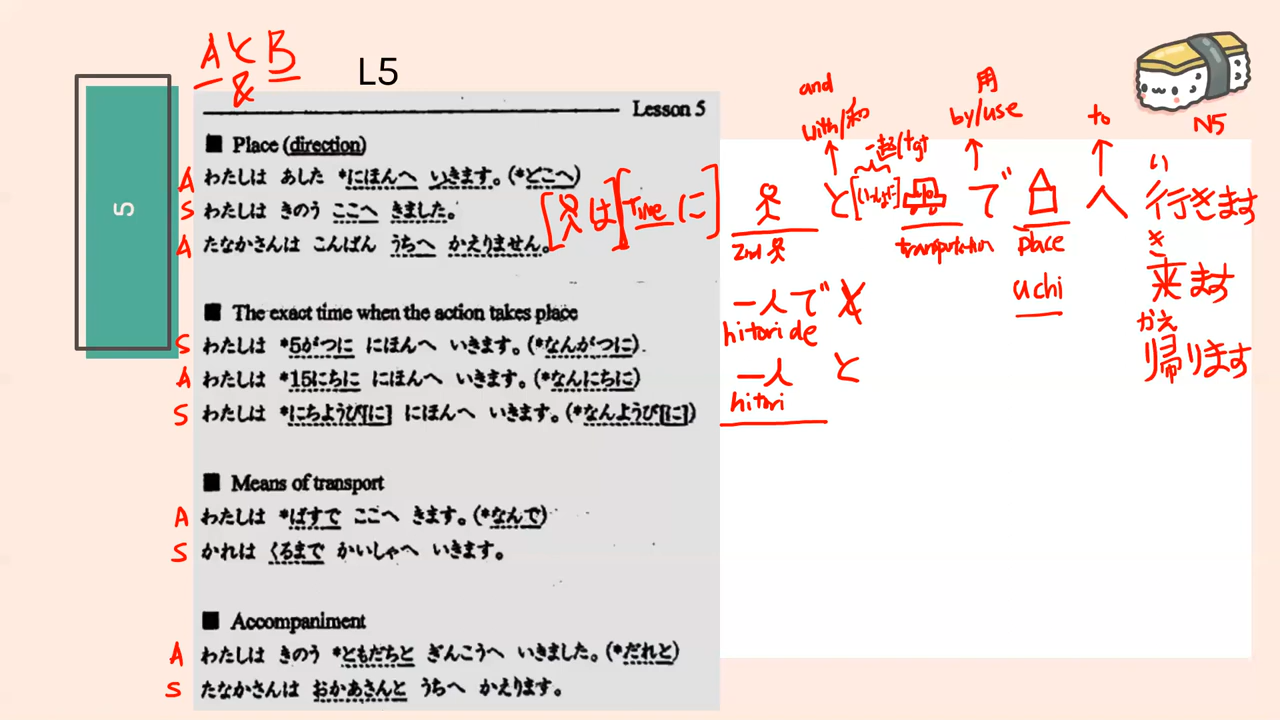 AとB
&
L5
5
Lesson 5
■ Place (direction)
A わたしは あした *にほんへ いきます。(*どこへ)
S わたしは きのう ここへ きました。
A たなかさんは こんばん うちへ かえりません。
■ The exact time when the action takes place
S わたしは *5がつに にほんへ いきます。(*なんがつに).
A わたしは *15にちに にほんへ いきます。(*なんにちに)
S わたしは *にちようび[に] にほんへ いきます。(*なんようび[に])
■ Means of transport
A わたしは *ばすで ここへ きます。(*なんで)
S かれは くるまで かいしゃへ いきます。
■ Accompaniment
A わたしは きのう *ともだちと ぎんこうへ いきました。(*だれと)
S たなかさんは おかあさんと うちへ かえります。
and
with/和
一起/tgt
用
by/use
to
N5
[は][Time に] と [いっしょに] で へ
い
行きます
2nd
transportation
place
き
来ます
uchi
かえ
帰ります
一人で と
hitori de
一人 と
hitori